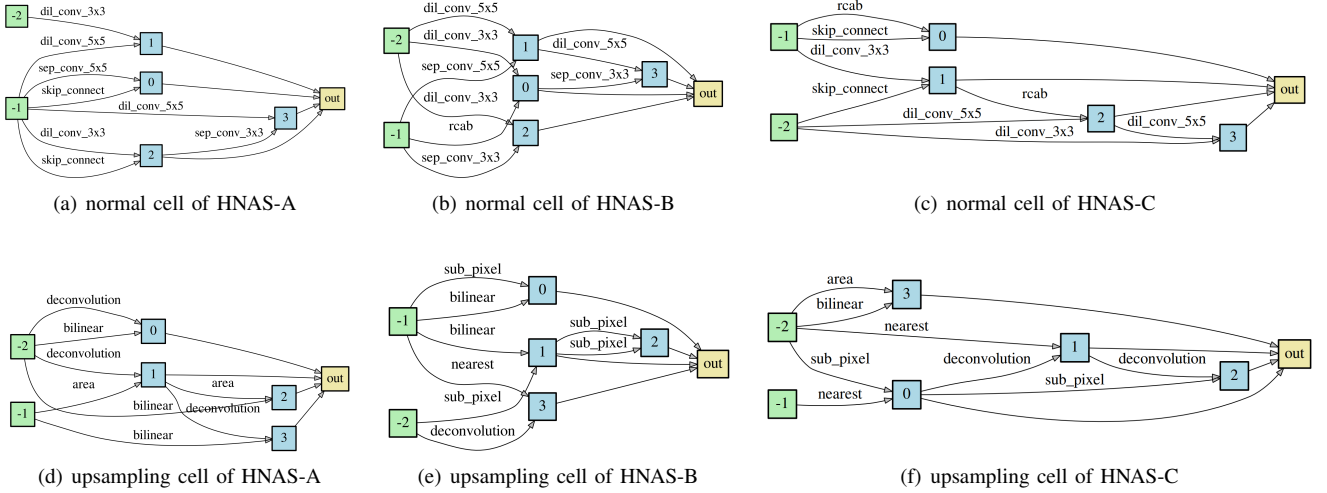 -2
dil_conv_3x3
1
dil_conv_5x5
sep_conv_5x5
0
skip_connect
out
-1
dil_conv_5x5
3
dil_conv_3x3
sep_conv_3x3
2
skip_connect
(a) normal cell of HNAS-A
dil_conv_5x5
-2
dil_conv_3x3
1
dil_conv_5x5
sep_conv_5x5
3
sep_conv_3x3
0
out
dil_conv_3x3
rcab
2
-1
sep_conv_3x3
(b) normal cell of HNAS-B
rcab
-1
skip_connect
0
dil_conv_3x3
1
out
skip_connect
rcab
dil_conv_5x5
2
dil_conv_5x5
-2
dil_conv_3x3
3
(c) normal cell of HNAS-C
deconvolution
bilinear
0
-2
deconvolution
1
out
area
area
2
-1
bilinear
deconvolution
bilinear
3
(d) upsampling cell of HNAS-A
sub_pixel
0
bilinear
-1
sub_pixel
bilinear
sub_pixel
2
1
out
nearest
sub_pixel
3
-2
deconvolution
(e) upsampling cell of HNAS-B
area
3
bilinear
-2
nearest
1
out
sub_pixel
deconvolution
deconvolution
2
nearest
sub_pixel
0
-1
(f) upsampling cell of HNAS-C